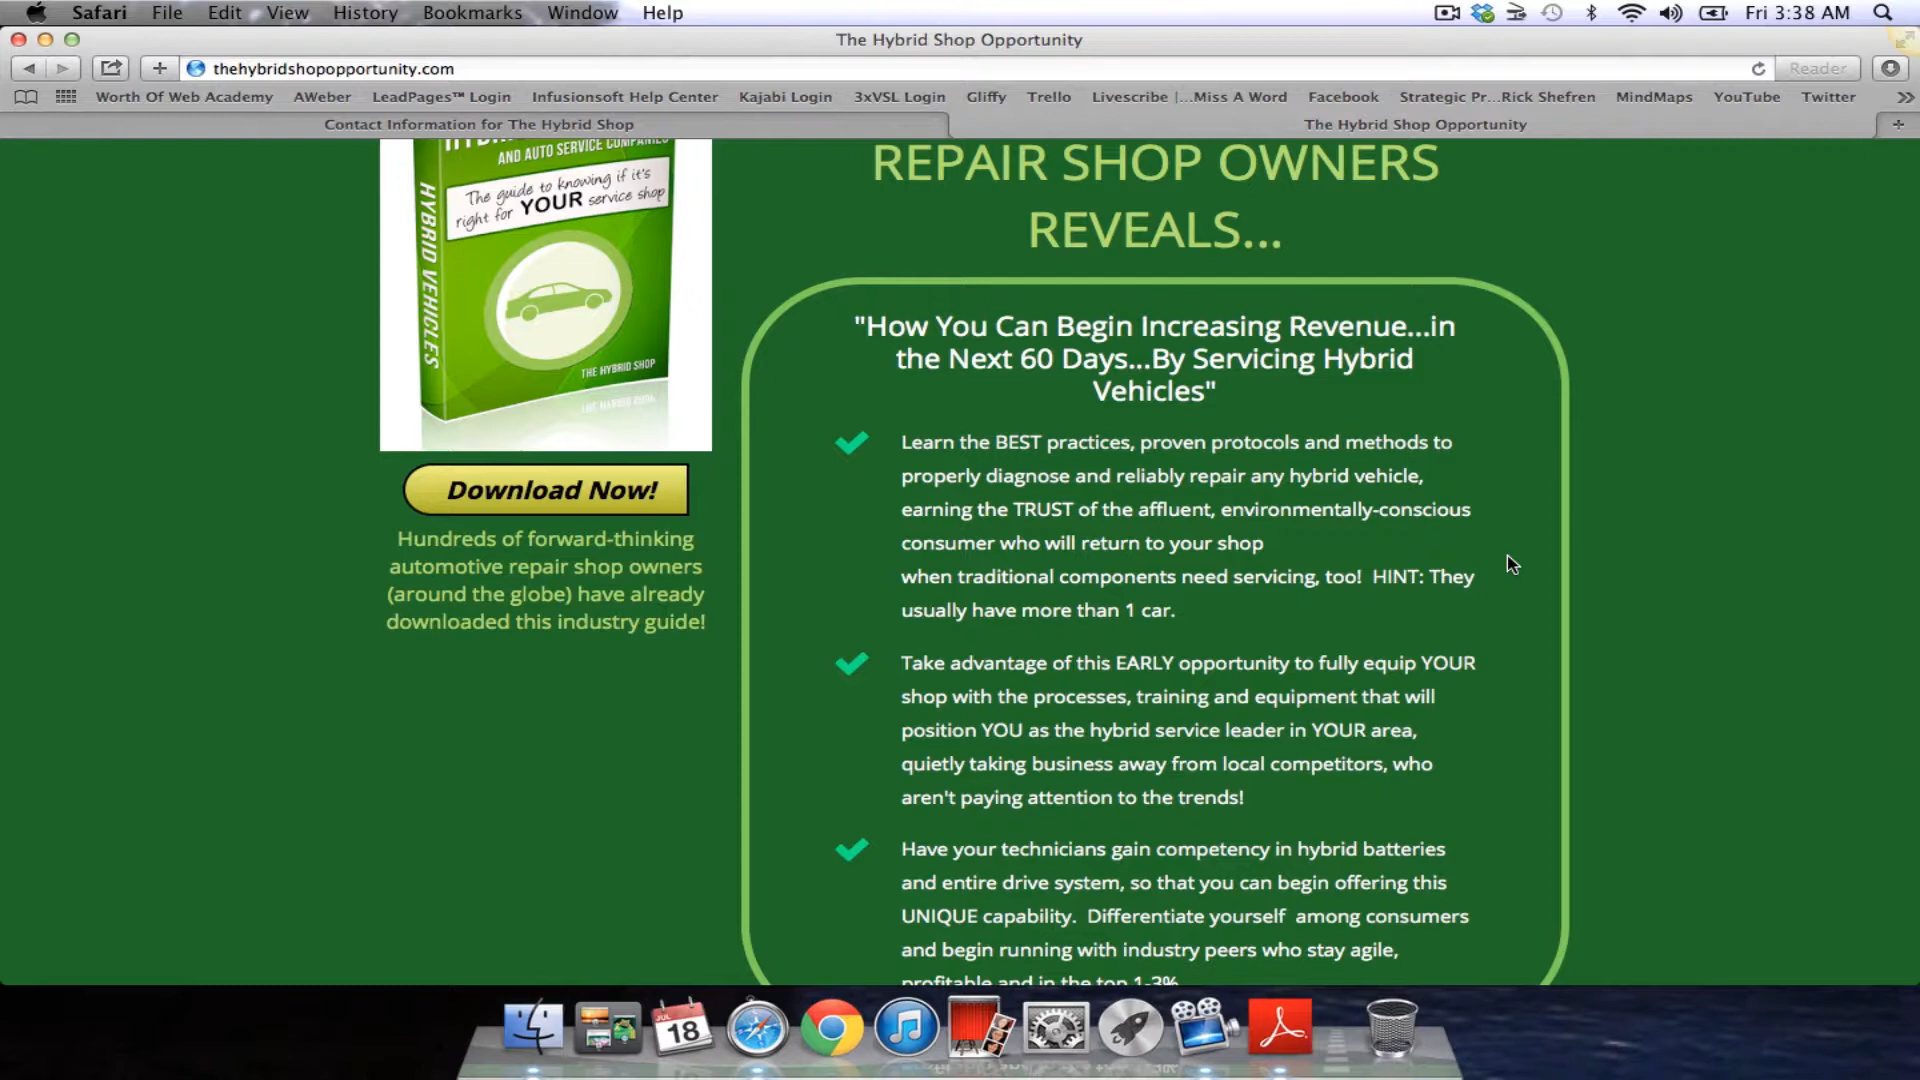 Safari File Edit View History Bookmarks Window Help Fri 3:38 AM
The Hybrid Shop Opportunity
thehybridshopopportunity.com Reader
Worth Of Web Academy AWeber LeadPages™ Login Infusionsoft Help Center Kajabi Login 3xVSL Login Gliffy Trello Livescribe |...Miss A Word Facebook Strategic Pr...Rick Shefren MindMaps YouTube Twitter
Contact Information for The Hybrid Shop The Hybrid Shop Opportunity
AND AUTO SERVICE COMPANIES
The guide to knowing if it's
right for YOUR service shop
HYBRID VEHICLES
THE HYBRID SHOP
Download Now!
Hundreds of forward-thinking
automotive repair shop owners
(around the globe) have already
downloaded this industry guide!
REPAIR SHOP OWNERS
REVEALS...
"How You Can Begin Increasing Revenue...in
the Next 60 Days...By Servicing Hybrid
Vehicles"
Learn the BEST practices, proven protocols and methods to
properly diagnose and reliably repair any hybrid vehicle,
earning the TRUST of the affluent, environmentally-conscious
consumer who will return to your shop
when traditional components need servicing, too! HINT: They
usually have more than 1 car.
Take advantage of this EARLY opportunity to fully equip YOUR
shop with the processes, training and equipment that will
position YOU as the hybrid service leader in YOUR area,
quietly taking business away from local competitors, who
aren't paying attention to the trends!
Have your technicians gain competency in hybrid batteries
and entire drive system, so that you can begin offering this
UNIQUE capability. Differentiate yourself among consumers
and begin running with industry peers who stay agile,
profitable and in the top 1-3%
JUL
18